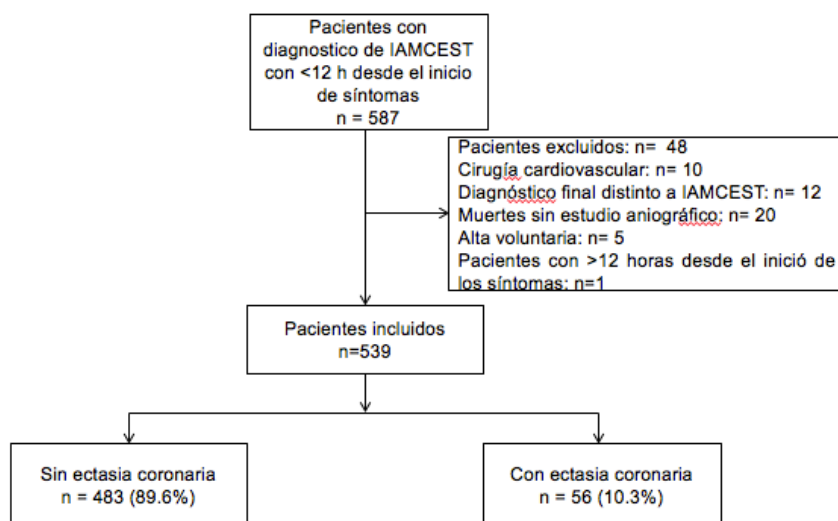 Pacientes con
diagnostico de IAMCEST
con <12 h desde el inicio
de síntomas
n = 587
Pacientes excluidos: n= 48
Cirugía cardiovascular: n= 10
Diagnóstico final distinto a IAMCEST: n= 12
Muertes sin estudio aniográfico: n= 20
Alta voluntaria: n= 5
Pacientes con >12 horas desde el inició de
los síntomas: n=1
Pacientes incluidos
n=539
Sin ectasia coronaria
n = 483 (89.6%)
Con ectasia coronaria
n = 56 (10.3%)